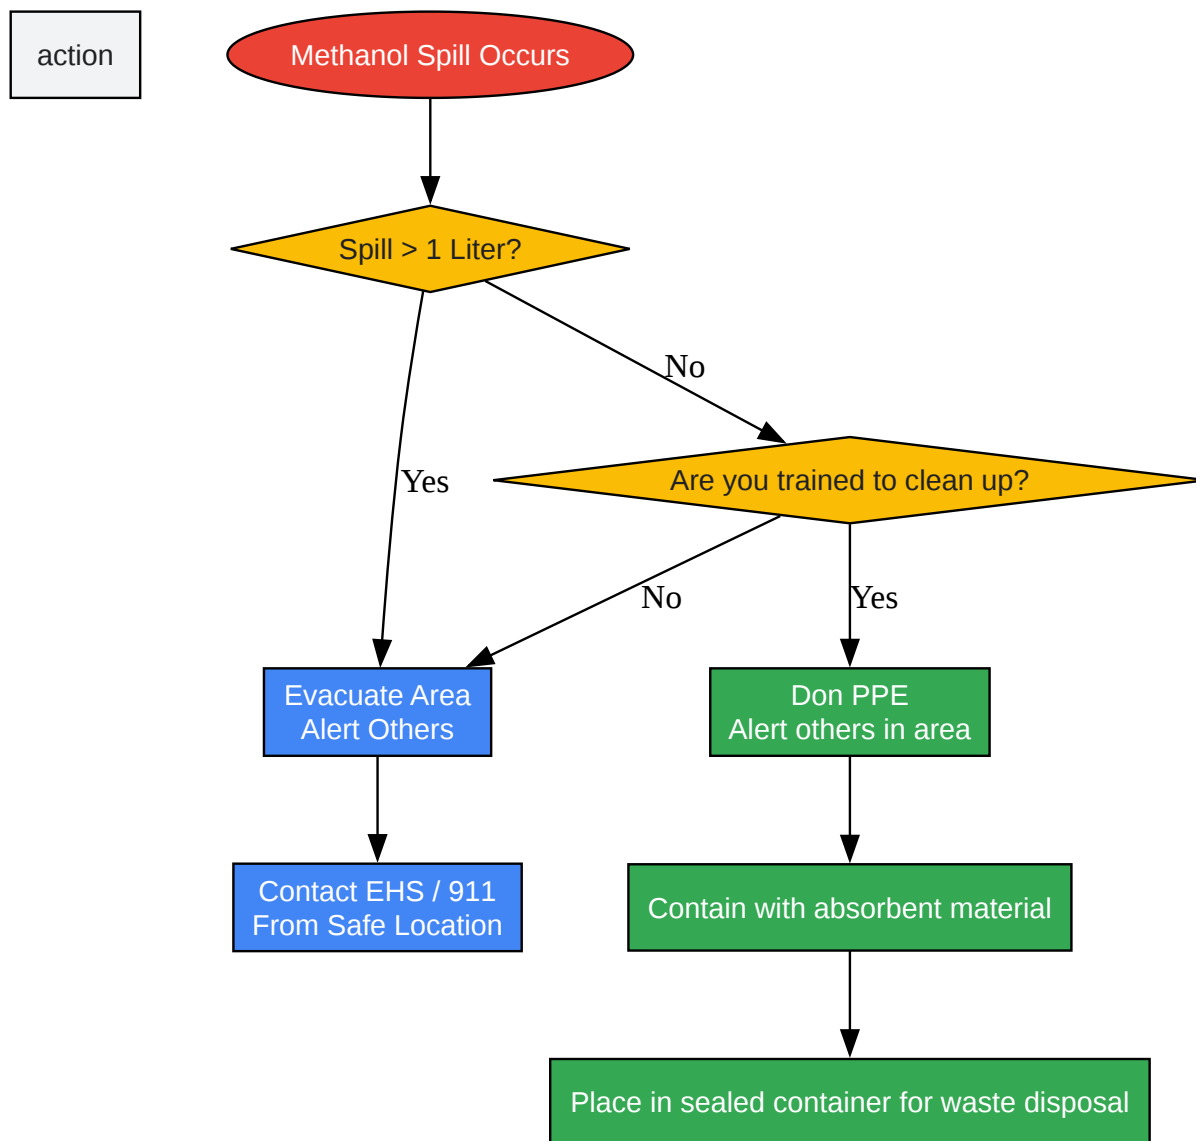 action
Methanol Spill Occurs
Spill > 1 Liter?
No
Yes
Are you trained to clean up?
No
Yes
Evacuate Area
Alert Others
Don PPE
Alert others in area
Contact EHS / 911
From Safe Location
Contain with absorbent material
Place in sealed container for waste disposal